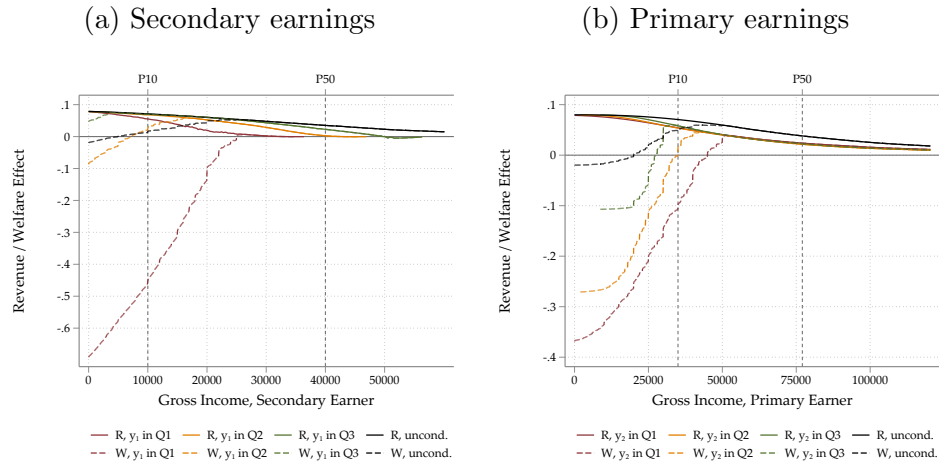 (a) Secondary earnings
P10 P50
.1
0
-.1
-.2
-.3
-.4
-.5
-.6
Revenue / Welfare Effect
0 10000 20000 30000 40000 50000
Gross Income, Secondary Earner
R, y₁ in Q1 R, y₁ in Q2 R, y₁ in Q3 R, uncond.
W, y₁ in Q1 W, y₁ in Q2 W, y₁ in Q3 W, uncond.
(b) Primary earnings
P10 P50
.1
0
-.1
-.2
-.3
-.4
Revenue / Welfare Effect
0 25000 50000 75000 100000
Gross Income, Primary Earner
R, y₂ in Q1 R, y₂ in Q2 R, y₂ in Q3 R, uncond.
W, y₂ in Q1 W, y₂ in Q2 W, y₂ in Q3 W, uncond.